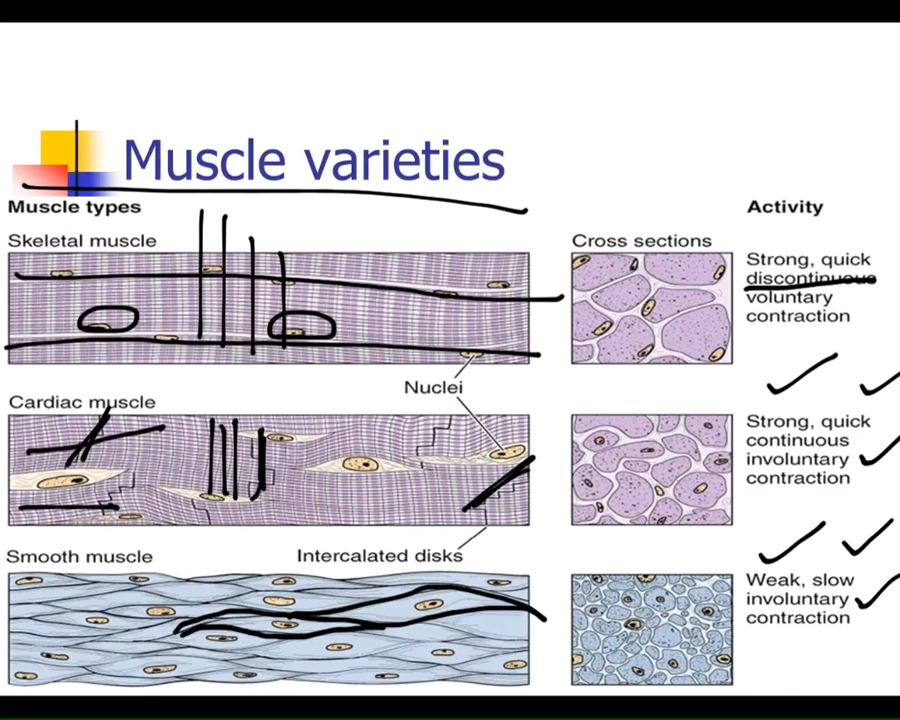 Muscle varieties
Muscle types
Activity
Skeletal muscle
Cross sections
Strong, quick
discontinuous
voluntary
contraction
Nuclei
Cardiac muscle
Strong, quick
continuous
involuntary
contraction
Smooth muscle
Intercalated disks
Weak, slow
involuntary
contraction